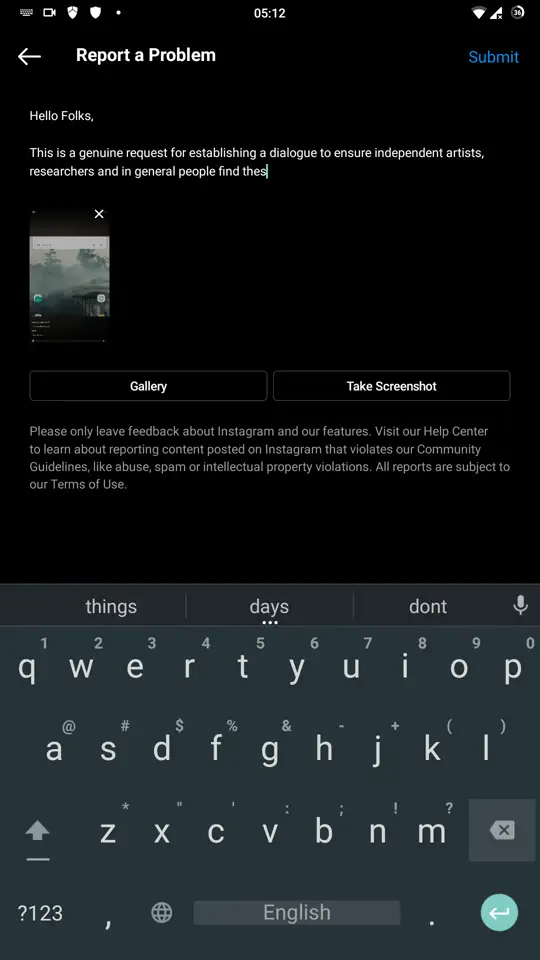 05:12
36
Report a Problem
Submit
Hello Folks,
This is a genuine request for establishing a dialogue to ensure independent artists,
researchers and in general people find thes
Gallery
Take Screenshot
Please only leave feedback about Instagram and our features. Visit our Help Center
to learn about reporting content posted on Instagram that violates our Community
Guidelines, like abuse, spam or intellectual property violations. All reports are subject to
our Terms of Use.
things days dont
1 2 3 4 5 6 7 8 9 0
q w e r t y u i o p
@ # $ % & - + ( )
a s d f g h j k l
* " ' : ; ! ?
z x c v b n m
?123 , English .